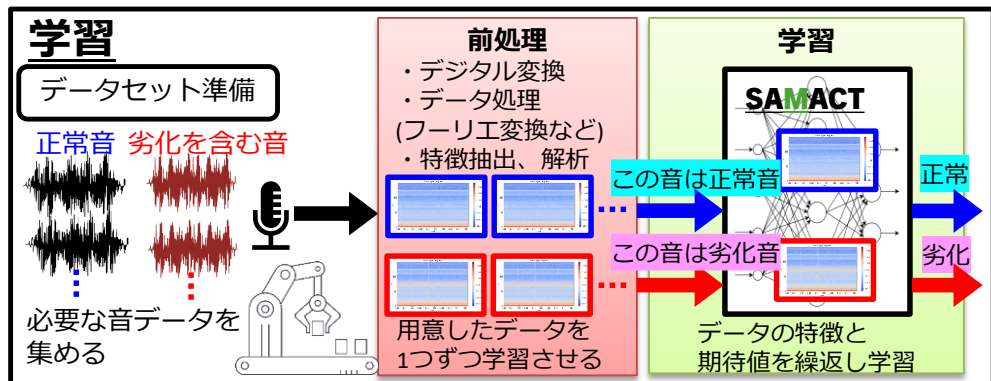 学習
データセット準備
正常音 劣化を含む音
必要な音データを
集める
前処理
・デジタル変換
・データ処理
(フーリエ変換など)
・特徴抽出、解析
用意したデータを
1つずつ学習させる
学習
SAMACT
この音は正常音
正常
この音は劣化音
劣化
データの特徴と
期待値を繰返し学習